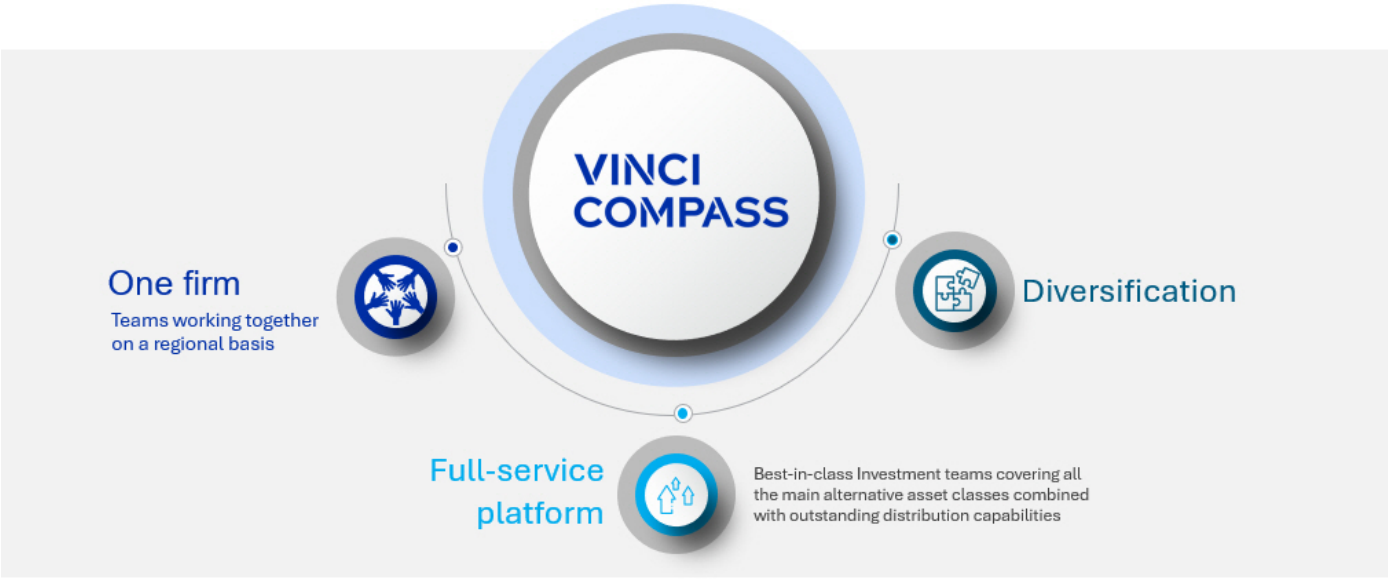 VINCI
COMPASS
One firm
Teams working together
on a regional basis
Diversification
Full-service
platform
Best-in-class Investment teams covering all
the main alternative asset classes combined
with outstanding distribution capabilities